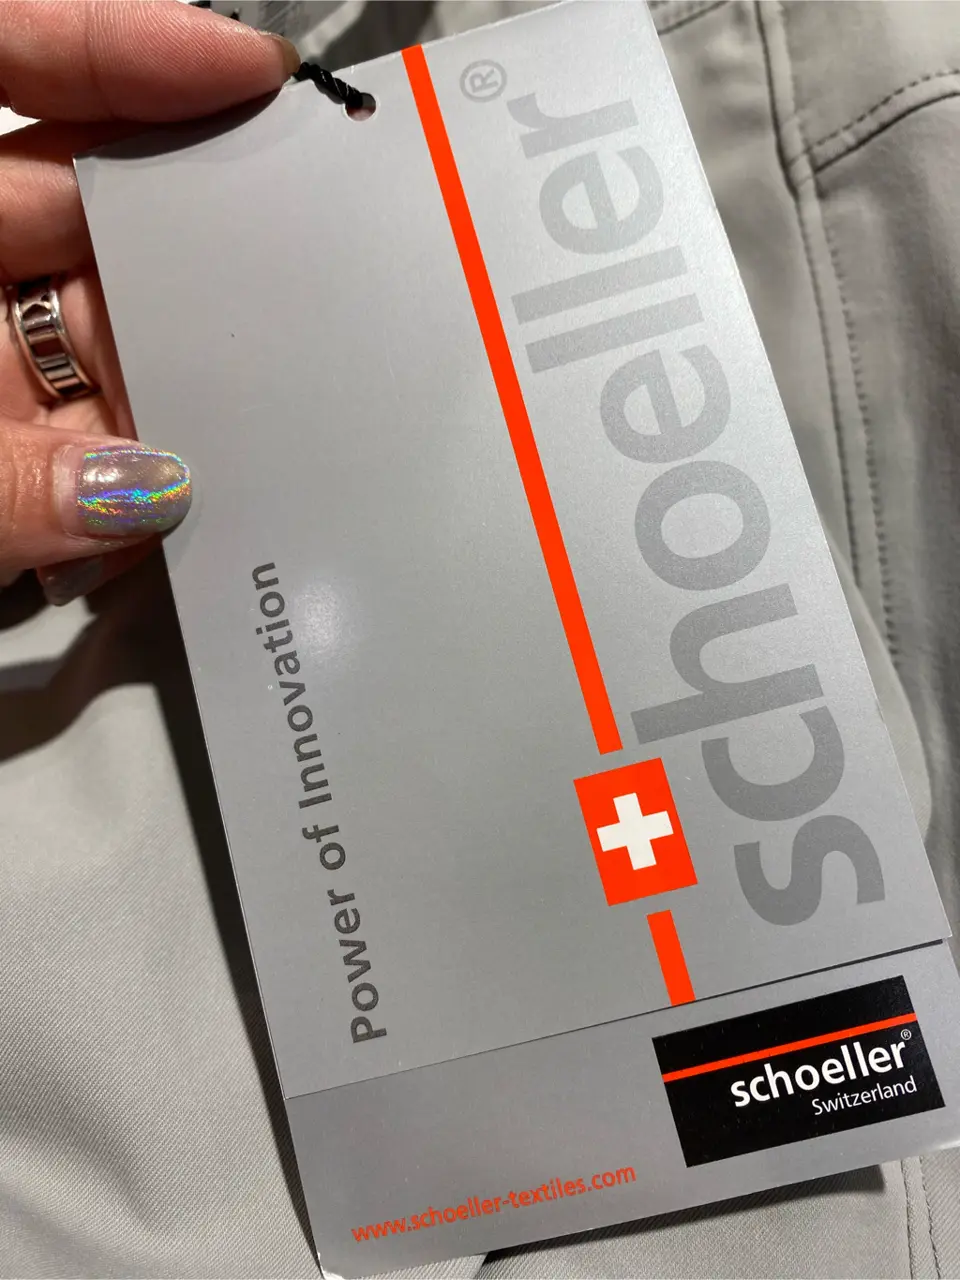 schoeller®
Power of Innovation
schoeller®
Switzerland
www.schoeller-textiles.com